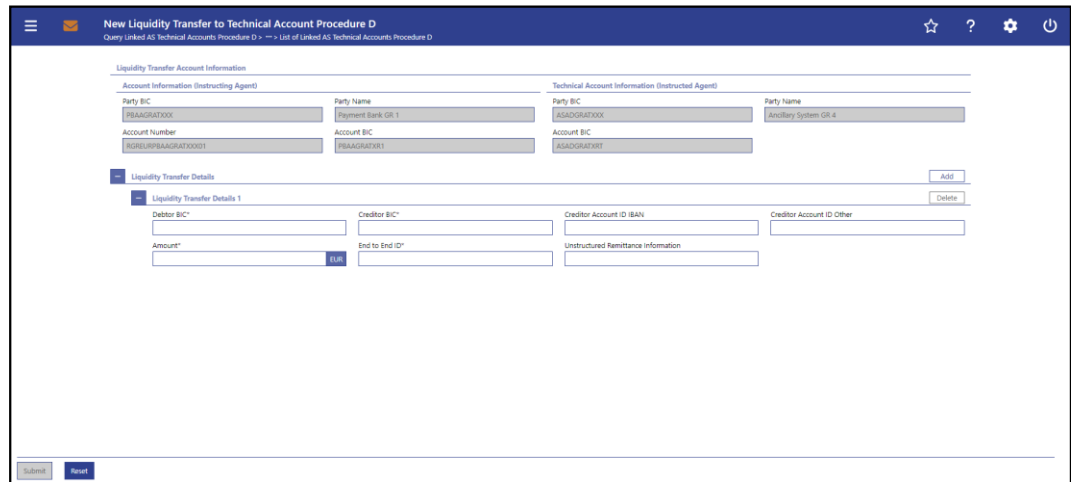 New Liquidity Transfer to Technical Account Procedure D
Query Linked AS Technical Accounts Procedure D > — > List of Linked AS Technical Accounts Procedure D
Liquidity Transfer Account Information
Account Information (Instructing Agent) Technical Account Information (Instructed Agent)
Party BIC Party Name Party BIC Party Name
PBAAGRATXXX Payment Bank GR 1 ASADGRATXXX Ancillary System GR 4
Account Number Account BIC Account BIC
RGREURPBAAGRATXXX01 PBAAGRATXR1 ASADGRATXRT
Liquidity Transfer Details Add
Liquidity Transfer Details 1 Delete
Debtor BIC* Creditor BIC* Creditor Account ID IBAN Creditor Account ID Other
Amount* End to End ID* Unstructured Remittance Information
EUR
Submit Reset